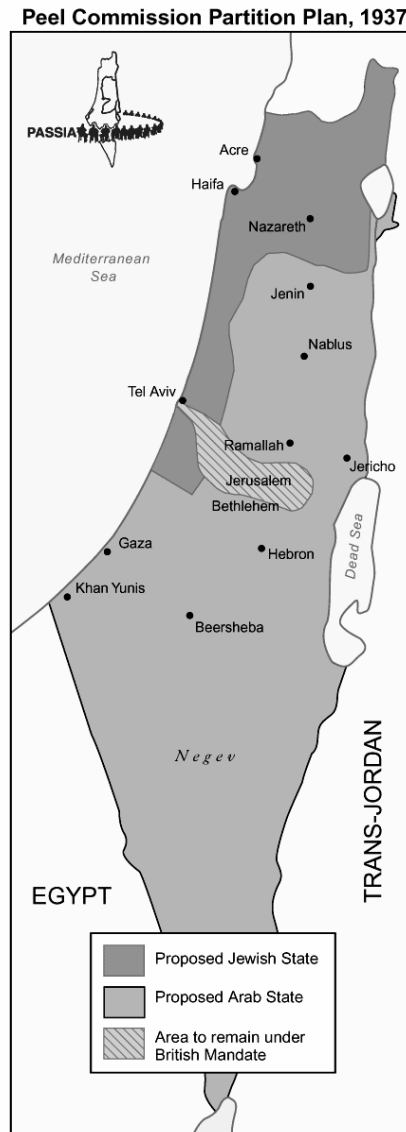 Peel Commission Partition Plan, 1937
PASSIA
Acre
Haifa
Nazareth
Mediterranean
Sea
Jenin
Nablus
Tel Aviv
Ramallah
Jericho
Jerusalem
Bethlehem
Dead Sea
Gaza
Hebron
Khan Yunis
Beersheba
Negev
TRANS-JORDAN
EGYPT
Proposed Jewish State
Proposed Arab State
Area to remain under
British Mandate